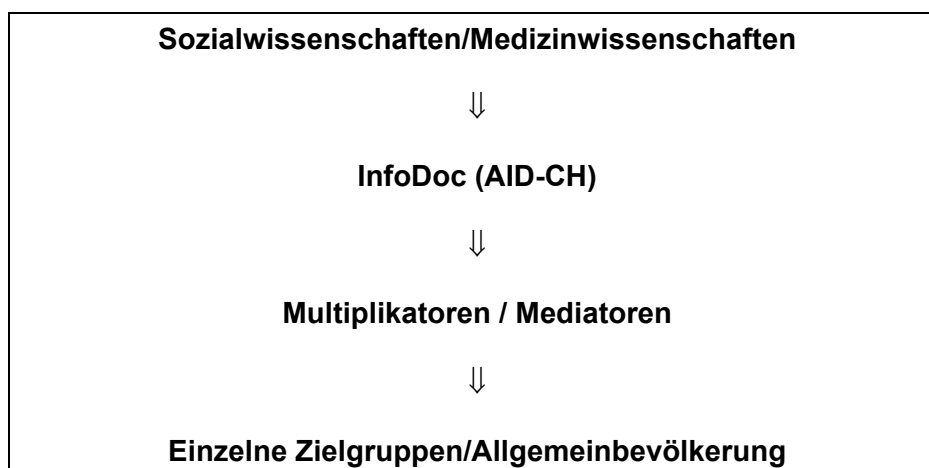 Sozialwissenschaften/Medizinwissenschaften
⇓
InfoDoc (AID-CH)
⇓
Multiplikatoren / Mediatoren
⇓
Einzelne Zielgruppen/Allgemeinbevölkerung